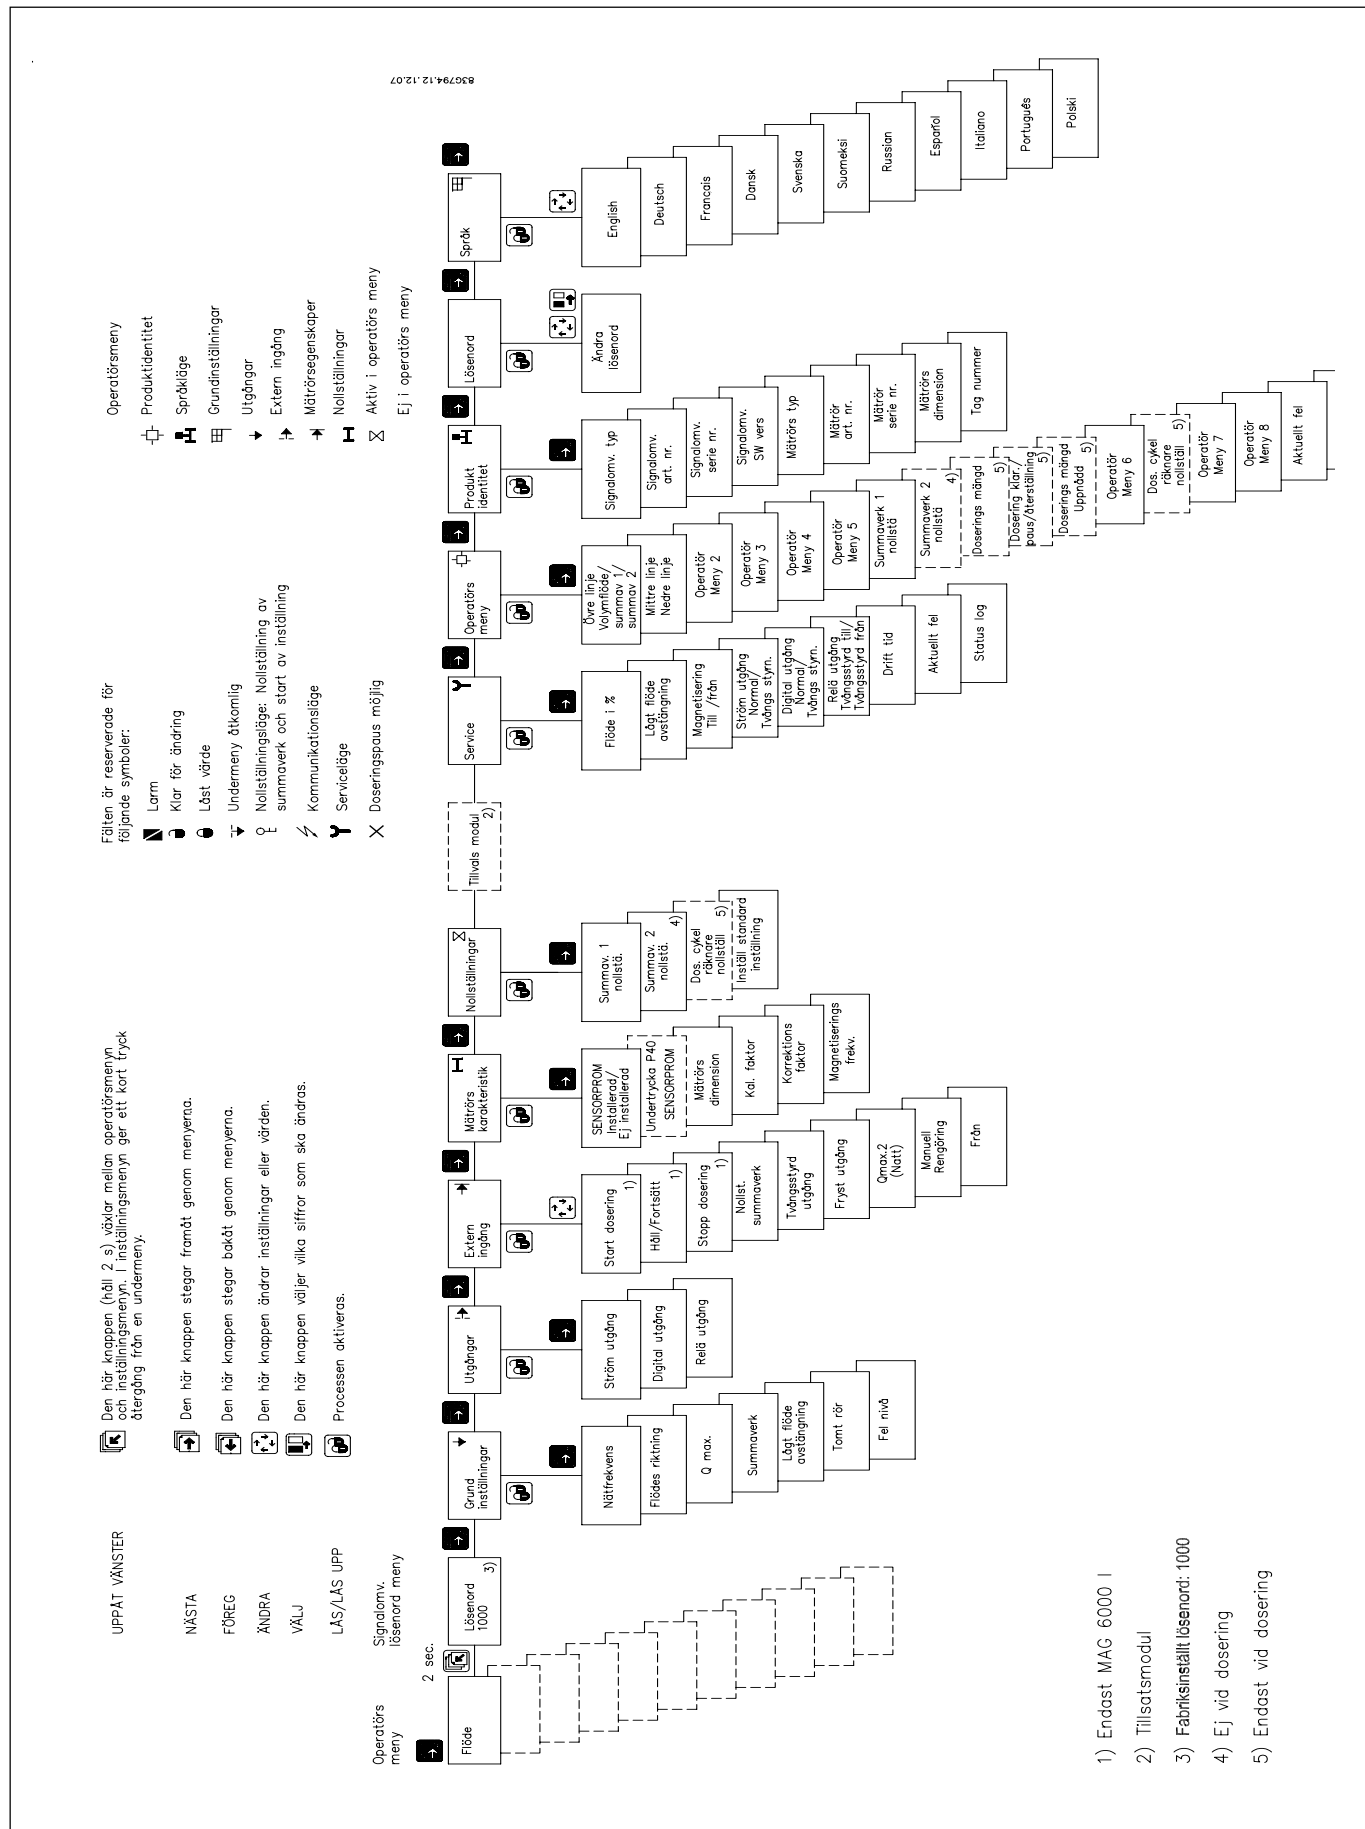 UPPÅT VÄNSTER
Den här knappen (håll 2 s) växlar mellan operatörsmenyn
och inställningsmenyn. I inställningsmenyn ger ett kort tryck
återgång från en undermeny.
NÄSTA
Den här knappen stegar framåt genom menyerna.
FÖREG
Den här knappen stegar bakåt genom menyerna.
ÄNDRA
Den här knappen ändrar inställningar eller värden.
VÄLJ
Den här knappen väljer vilka siffror som ska ändras.
LÅS/LÅS UPP
Processen aktiveras.
Fälten är reserverade för
följande symboler:
Larm
Klar för ändring
Låst värde
Undermeny åtkomlig
Nollställningsläge: Nollställning av
summaverk och start av inställning
Kommunikationsläge
Serviceläge
Doseringspaus möjlig
Operatörsmeny
Produktidentitet
Språkläge
Grundinställningar
Utgångar
Extern ingång
Mätrörsegenskaper
Nollställningar
Aktiv i operatörs meny
Ej i operatörs meny
83G794.12.12.07
Operatörs
meny
Signalomv.
lösenord meny
2 sec.
Flöde
Lösenord
1000
3)
Grund
inställningar
Nätfrekvens
Flödes riktning
Q max.
Summaverk
Lågt flöde
avstängning
Tomt rör
Fel nivå
Utgångar
Ström utgång
Digital utgång
Relä utgång
Extern
ingång
Start dosering
1)
Håll/Fortsätt
1)
Stopp dosering
1)
Nollst.
summaverk
Tvångsstyrd
utgång
Fryst utgång
Qmax.2
(Natt)
Manuell
Rengöring
Från
Mätrörs
karakteristik
SENSORPROM
Installerad/
Ej installerad
Undertrycka P40
SENSORPROM
Mätrörs
dimension
Kal. faktor
Korrektions
faktor
Magnetiserings
frekv.
Nollställningar
Summav. 1
nollstä.
Summav. 2
nollstä.
4)
Dos. cykel
räknare
nollställ
5)
Inställ standard
inställning
Tillvals modul
2)
Service
Flöde i %
Lågt flöde
avstängning
Magnetisering
Till /från
Ström utgång
Normal/
Tvångs styrn.
Digital utgång
Normal/
Tvångs styrn.
Relä utgång
Tvångsstyrd till/
Tvångsstyrd från
Drift tid
Aktuellt fel
Status log
Operatörs
meny
Övre linje
Volymflöde/
summav 1/
summav 2
Mittre linje
Nedre linje
Operatör
Meny 2
Operatör
Meny 3
Operatör
Meny 4
Operatör
Meny 5
Summaverk 1
nollstä
Summaverk 2
nollstä
4)
Doserings mängd
5)
Dosering klar./
paus/återställning
5)
Doserings mängd
Uppnådd
5)
Operatör
Meny 6
Dos. cykel
räknare
nollställ
5)
Operatör
Meny 7
Operatör
Meny 8
Aktuellt fel
Produkt
identitet
Signalomv. typ
Signalomv.
art. nr.
Signalomv.
serie nr.
Signalomv.
SW vers
Mätrörs typ
Mätrör
art. nr.
Mätrör
serie nr.
Mätrörs
dimension
Tag nummer
Lösenord
Ändra
lösenord
Språk
English
Deutsch
Francais
Dansk
Svenska
Suomeksi
Russian
Español
Italiano
Português
Polski
1) Endast MAG 6000 I
2) Tillsatsmodul
3) Fabriksinställt lösenord: 1000
4) Ej vid dosering
5) Endast vid dosering